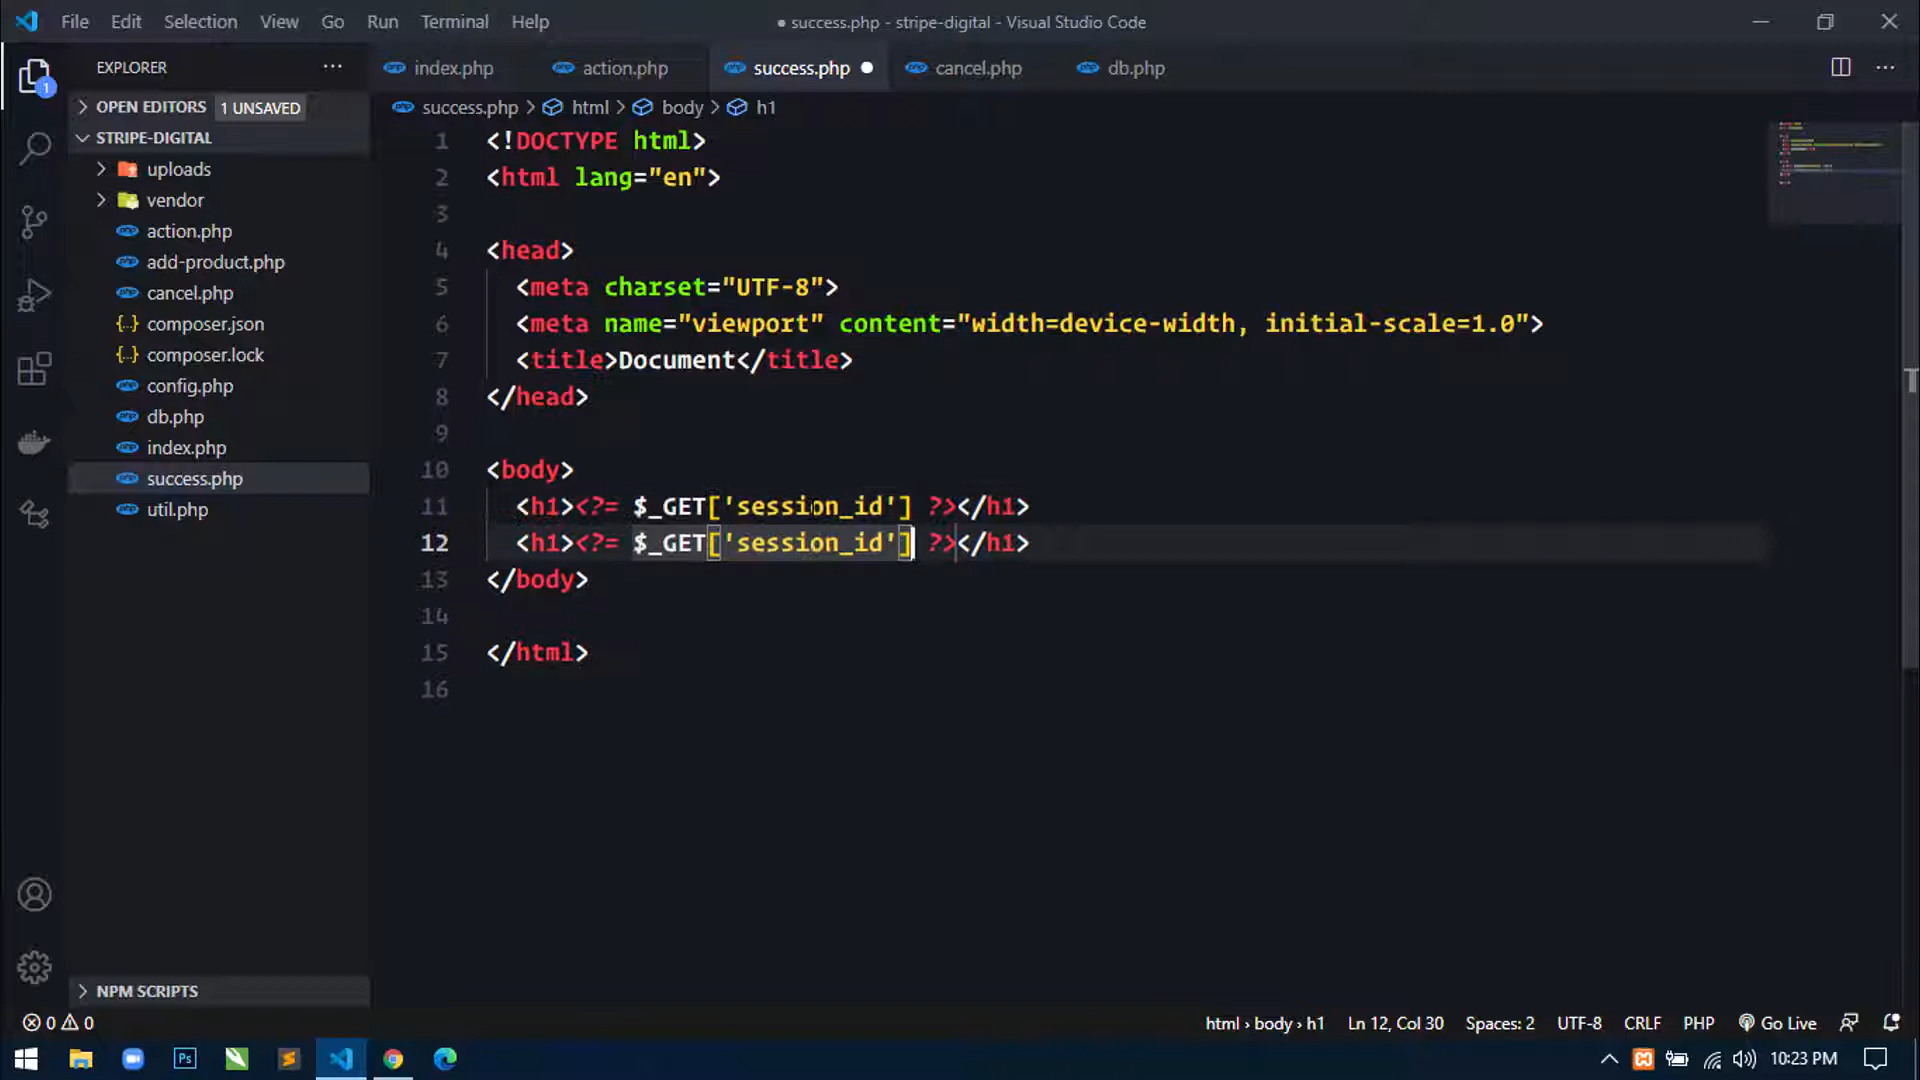 File Edit Selection View Go Run Terminal Help
● success.php - stripe-digital - Visual Studio Code
EXPLORER
index.php
action.php
success.php
cancel.php
db.php
1
OPEN EDITORS
1 UNSAVED
success.php > html > body > h1
STRIPE-DIGITAL
uploads
vendor
action.php
add-product.php
cancel.php
{} composer.json
{} composer.lock
config.php
db.php
index.php
success.php
util.php
NPM SCRIPTS
1 <!DOCTYPE html>
2 <html lang="en">
3
4 <head>
5 <meta charset="UTF-8">
6 <meta name="viewport" content="width=device-width, initial-scale=1.0">
7 <title>Document</title>
8 </head>
9
10 <body>
11 <h1><?= $_GET['session_id'] ?></h1>
12 <h1><?= $_GET['session_id'] ?></h1>
13 </body>
14
15 </html>
16
0 0
html › body › h1
Ln 12, Col 30
Spaces: 2
UTF-8
CRLF
PHP
Go Live
Ps
10:23 PM